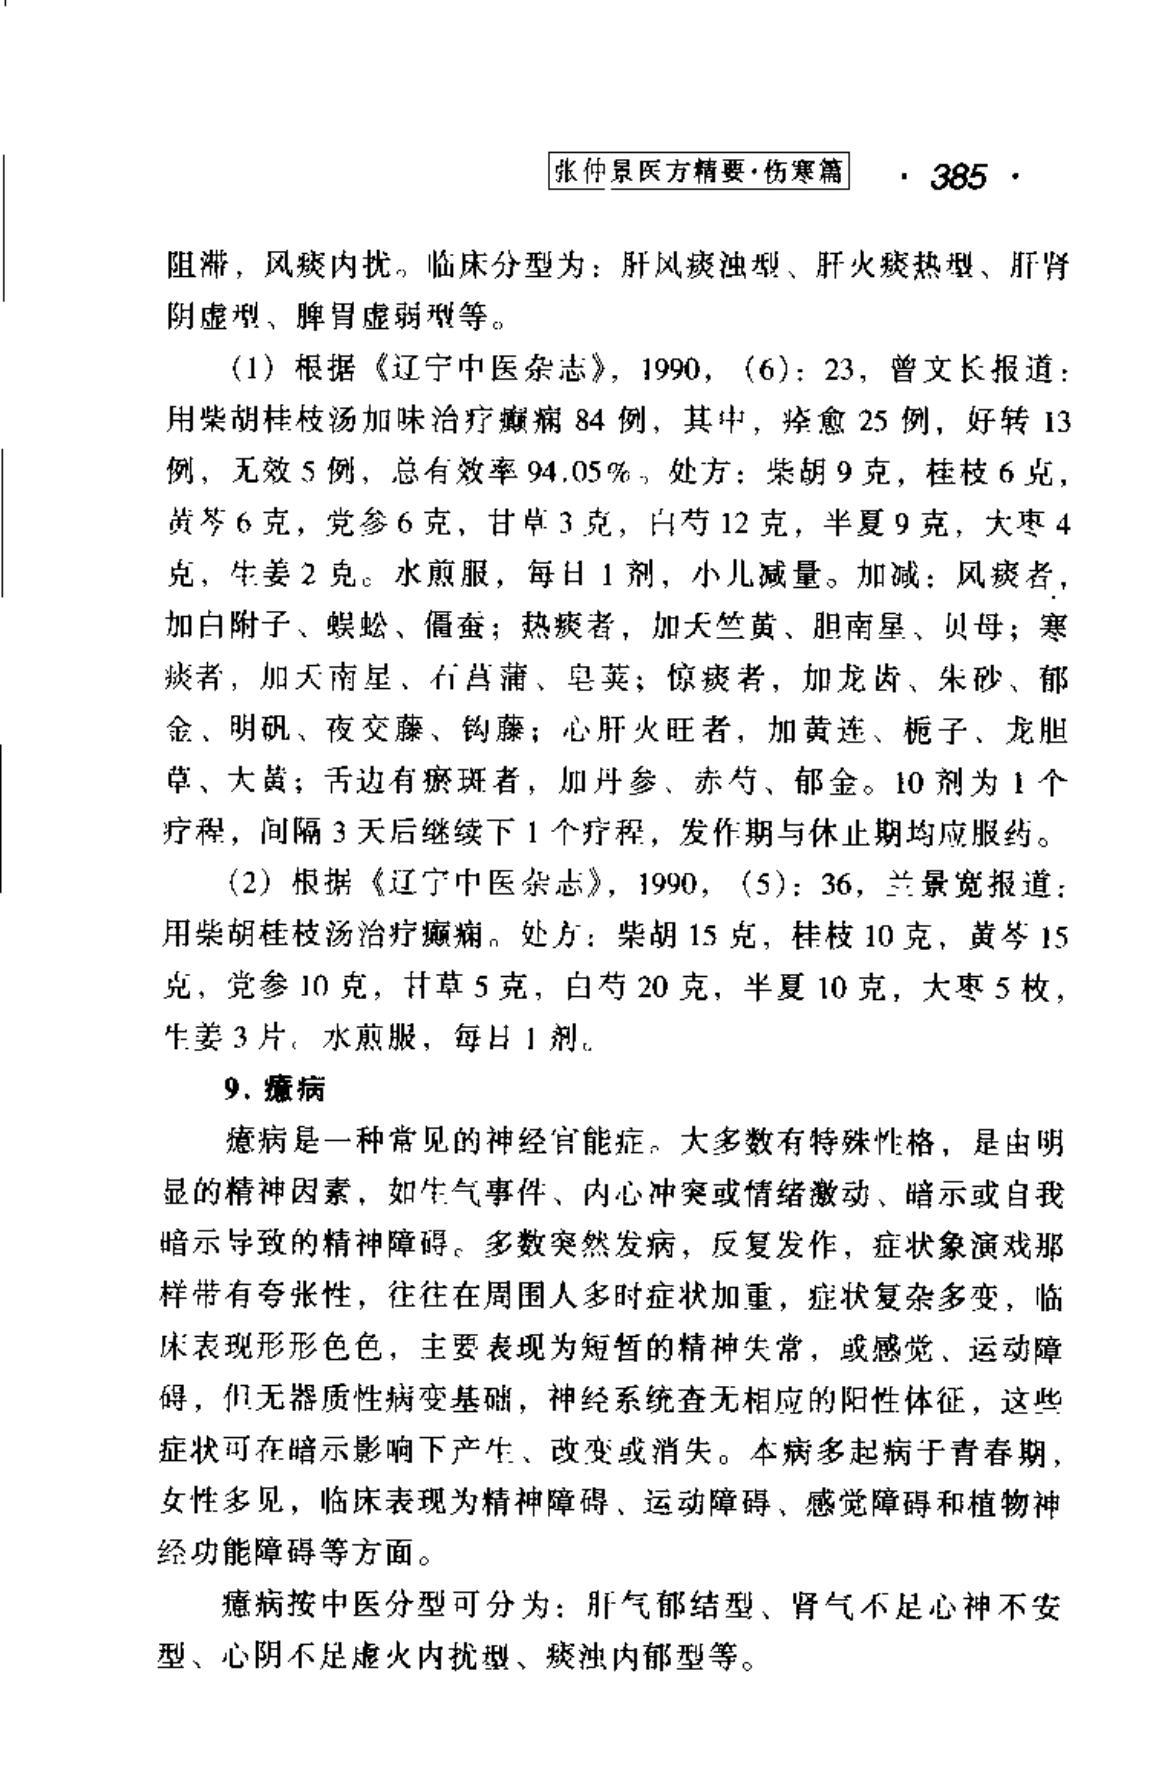 张仲景医方精要·伤寒篇 · 385 ·
阻滞，风痰内扰。临床分型为：肝风痰浊型、肝火痰热型、肝肾
阴虚型、脾胃虚弱型等。
(1) 根据《辽宁中医杂志》，1990，(6)：23，曾文长报道：
用柴胡桂枝汤加味治疗癫痫 84 例，其中，痊愈 25 例，好转 13
例，无效 5 例，总有效率 94.05%。处方：柴胡 9 克，桂枝 6 克，
黄芩 6 克，党参 6 克，甘草 3 克，白芍 12 克，半夏 9 克，大枣 4
克，生姜 2 克。水煎服，每日 1 剂，小儿减量。加减：风痰者，
加白附子、蜈蚣、僵蚕；热痰者，加天竺黄、胆南星、贝母；寒
痰者，加天南星、石菖蒲、皂荚；惊痰者，加龙齿、朱砂、郁
金、明矾、夜交藤、钩藤；心肝火旺者，加黄连、栀子、龙胆
草、大黄；舌边有瘀斑者，加丹参、赤芍、郁金。10 剂为 1 个
疗程，间隔 3 天后继续下 1 个疗程，发作期与休止期均应服药。
(2) 根据《辽宁中医杂志》，1990，(5)：36，兰景宽报道：
用柴胡桂枝汤治疗癫痫。处方：柴胡 15 克，桂枝 10 克，黄芩 15
克，党参 10 克，甘草 5 克，白芍 20 克，半夏 10 克，大枣 5 枚，
生姜 3 片。水煎服，每日 1 剂。
9. 癔病
癔病是一种常见的神经官能症。大多数有特殊性格，是由明
显的精神因素，如生气事件、内心冲突或情绪激动、暗示或自我
暗示导致的精神障碍。多数突然发病，反复发作，症状象演戏那
样带有夸张性，往往在周围人多时症状加重，症状复杂多变，临
床表现形形色色，主要表现为短暂的精神失常，或感觉、运动障
碍，但无器质性病变基础，神经系统查无相应的阳性体征，这些
症状可在暗示影响下产生、改变或消失。本病多起病于青春期，
女性多见，临床表现为精神障碍、运动障碍、感觉障碍和植物神
经功能障碍等方面。
癔病按中医分型可分为：肝气郁结型、肾气不足心神不安
型、心阴不足虚火内扰型、痰浊内郁型等。